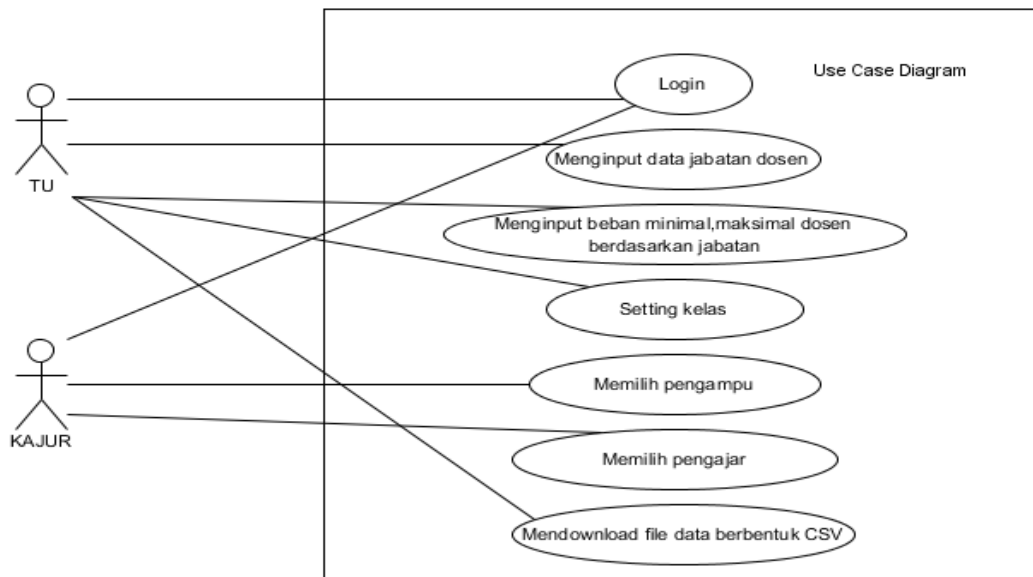 Use Case Diagram
Login
TU
Menginput data jabatan dosen
Menginput beban minimal,maksimal dosen
berdasarkan jabatan
Setting kelas
KAJUR
Memilih pengampu
Memilih pengajar
Mendownload file data berbentuk CSV